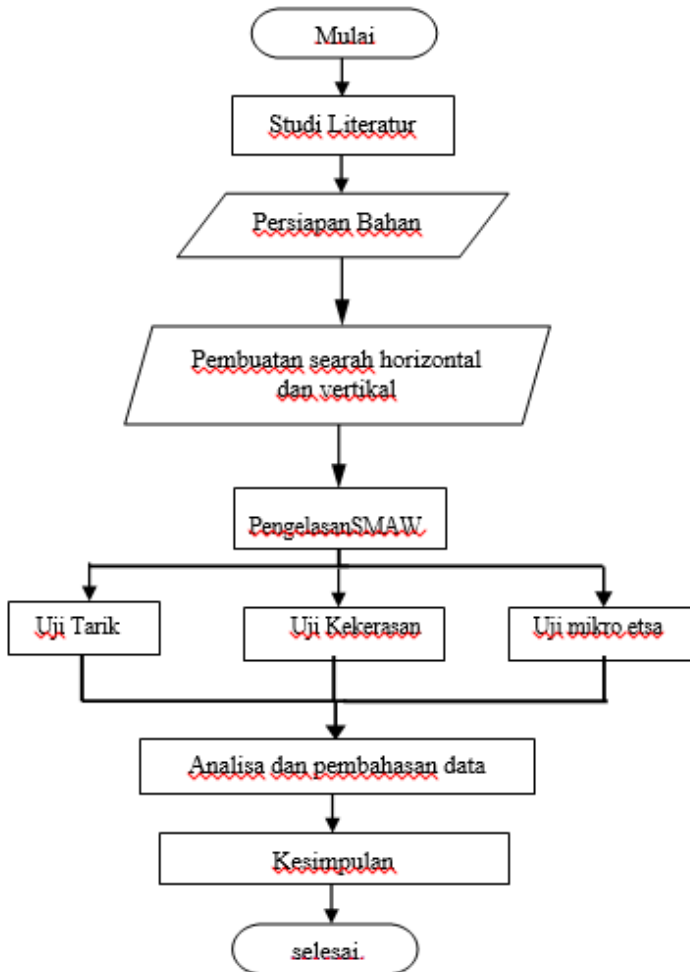 Mulai
Studi Literatur
Persiapan Bahan
Pembuatan searah horizontal
dan vertikal
PengelasanSMAW
Uji Tarik
Uji Kekerasan
Uji mikro etsa
Analisa dan pembahasan data
Kesimpulan
selesai.